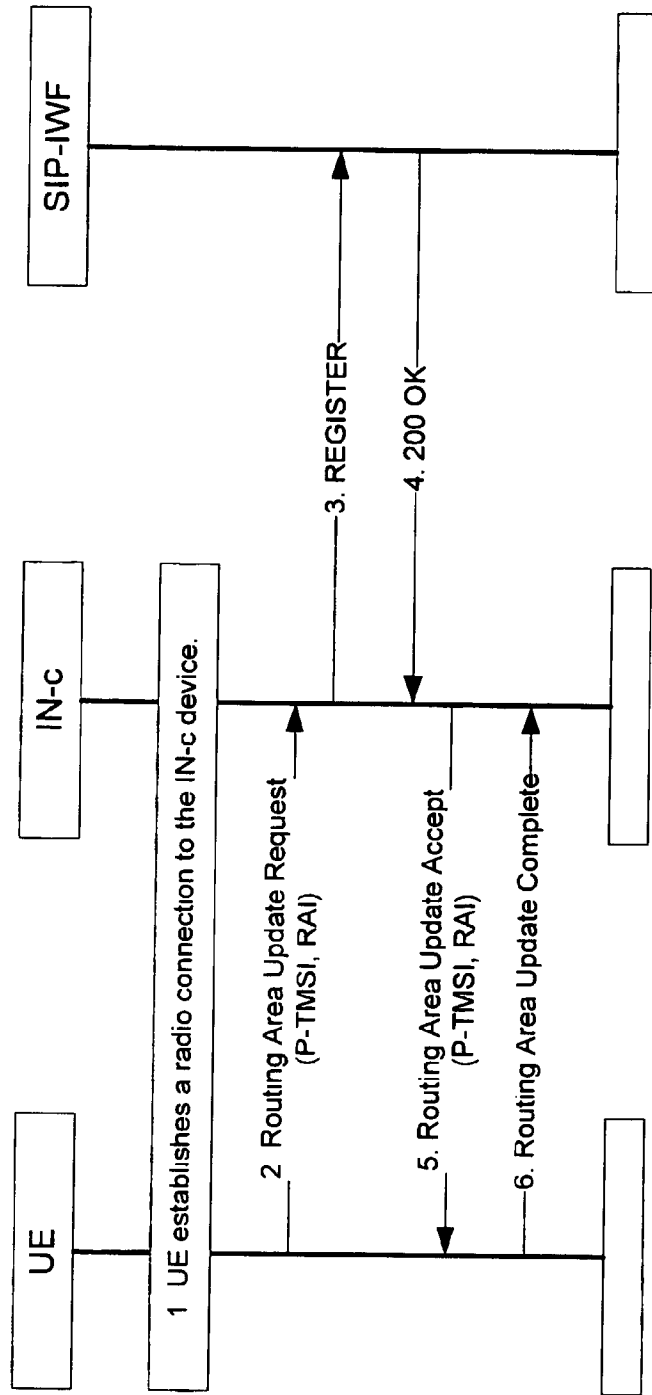 UE
IN-c
SIP-IWF
1 UE establishes a radio connection to the IN-c device.
2 Routing Area Update Request
(P-TMSI, RAI)
3. REGISTER
4. 200 OK
5. Routing Area Update Accept
(P-TMSI, RAI)
6. Routing Area Update Complete